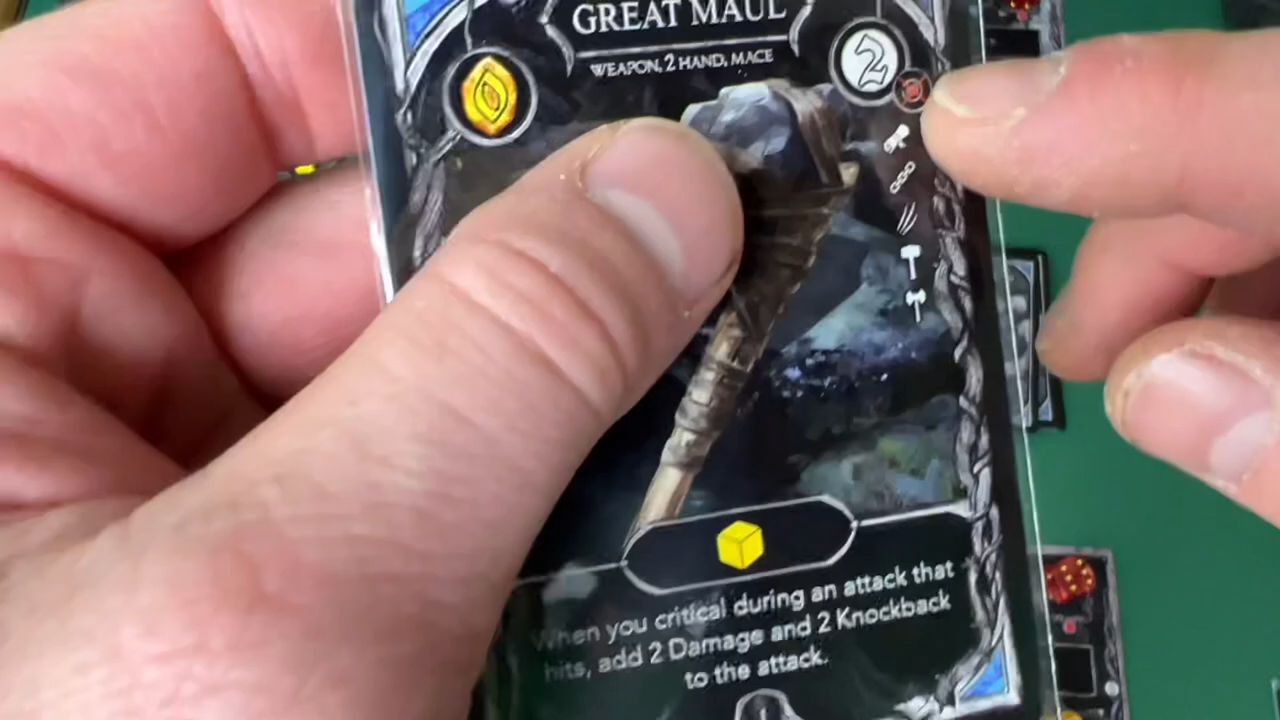 GREAT MAUL
WEAPON, 2 HAND, MACE
2
When you critical during an attack that
hits, add 2 Damage and 2 Knockback
to the attack.